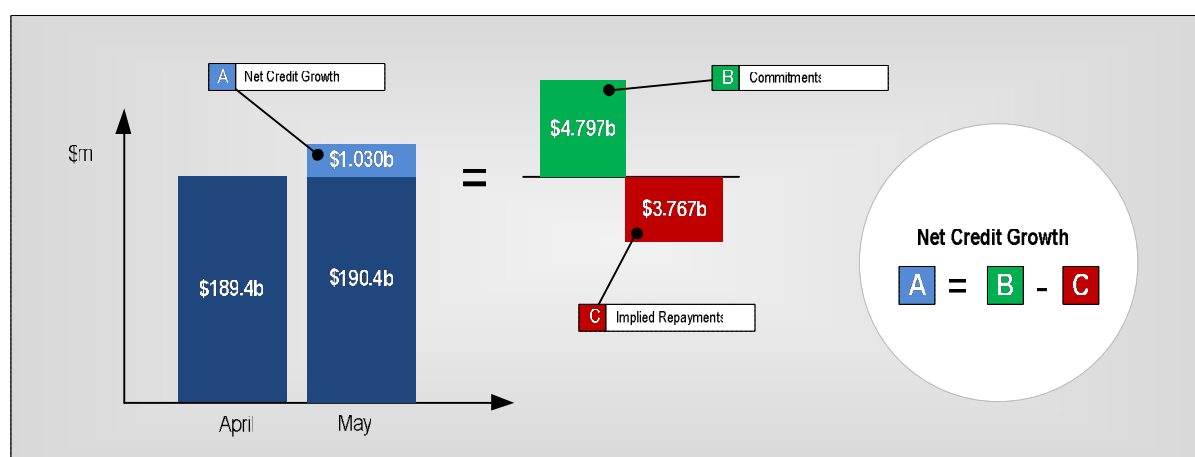 A Net Credit Growth
B Commitments
$m
$1.030b
=
$4.797b
$3.767b
$189.4b
$190.4b
C Implied Repayments
April
May
Net Credit Growth
A = B - C